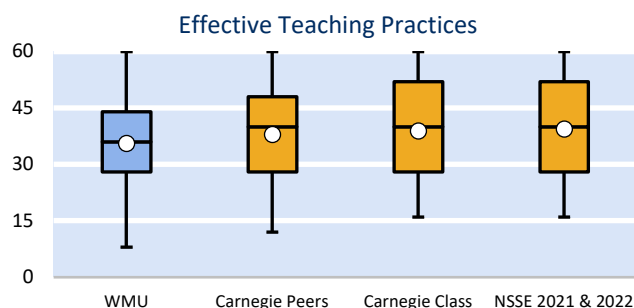 Effective Teaching Practices
60
45
30
15
0
WMU Carnegie Peers Carnegie Class NSSE 2021 & 2022